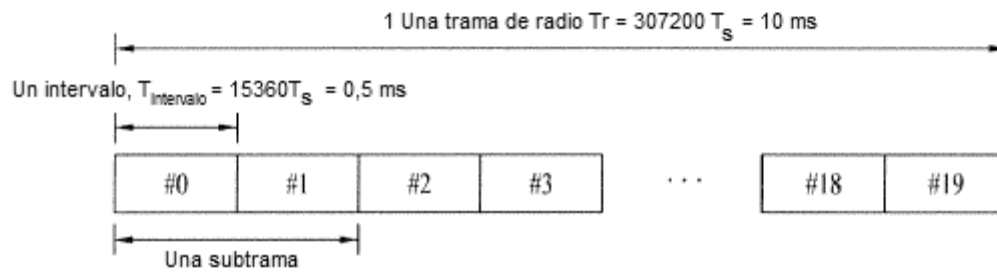 1 Una trama de radio Tr = 307200 TS = 10 ms
Un intervalo, TIntervalo = 15360TS = 0,5 ms
#0 #1 #2 #3 ... #18 #19
Una subtrama